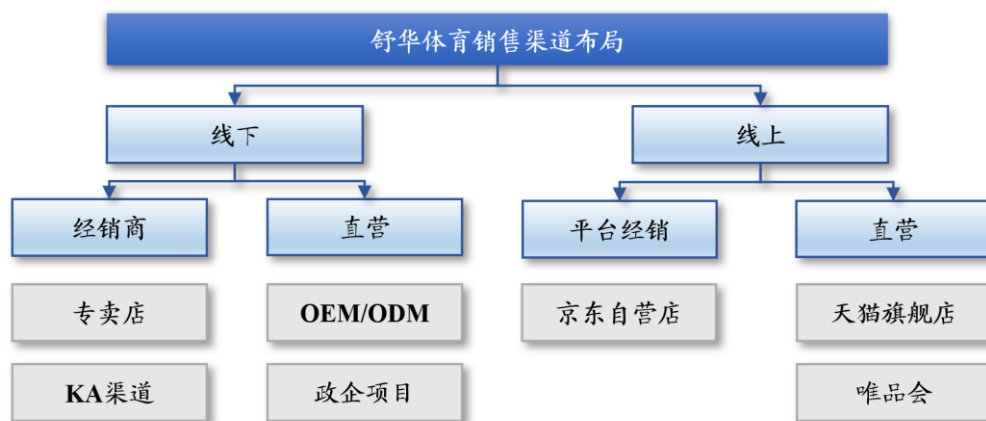 舒华体育销售渠道布局
线下
线上
经销商
直营
平台经销
直营
专卖店
OEM/ODM
京东自营店
天猫旗舰店
KA渠道
政企项目
唯品会